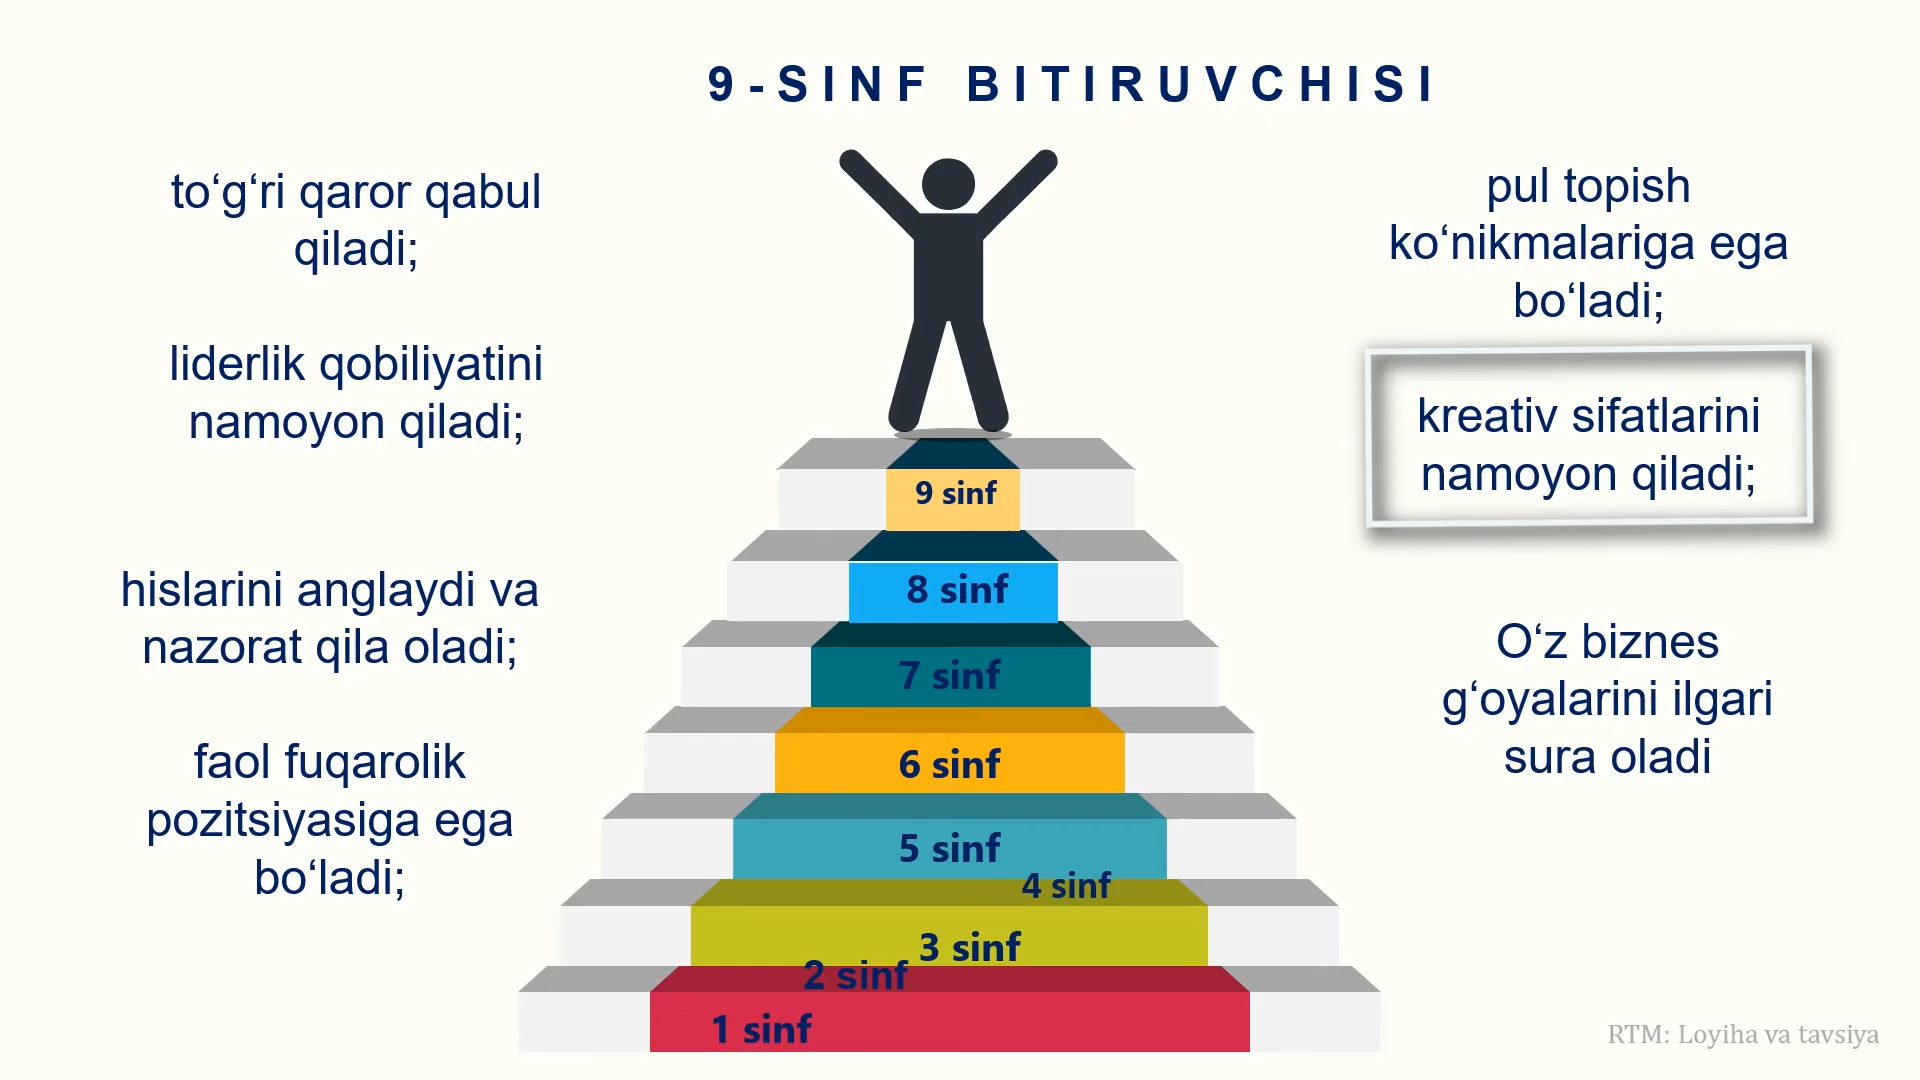 9-SINF BITIRUVCHISI
to‘g‘ri qaror qabul
qiladi;
liderlik qobiliyatini
namoyon qiladi;
hislarini anglaydi va
nazorat qila oladi;
faol fuqarolik
pozitsiyasiga ega
bo‘ladi;
9 sinf
8 sinf
7 sinf
6 sinf
5 sinf
4 sinf
3 sinf
2 sinf
1 sinf
pul topish
ko‘nikmalariga ega
bo‘ladi;
kreativ sifatlarini
namoyon qiladi;
O‘z biznes
g‘oyalarini ilgari
sura oladi
RTM: Loyiha va tavsiya